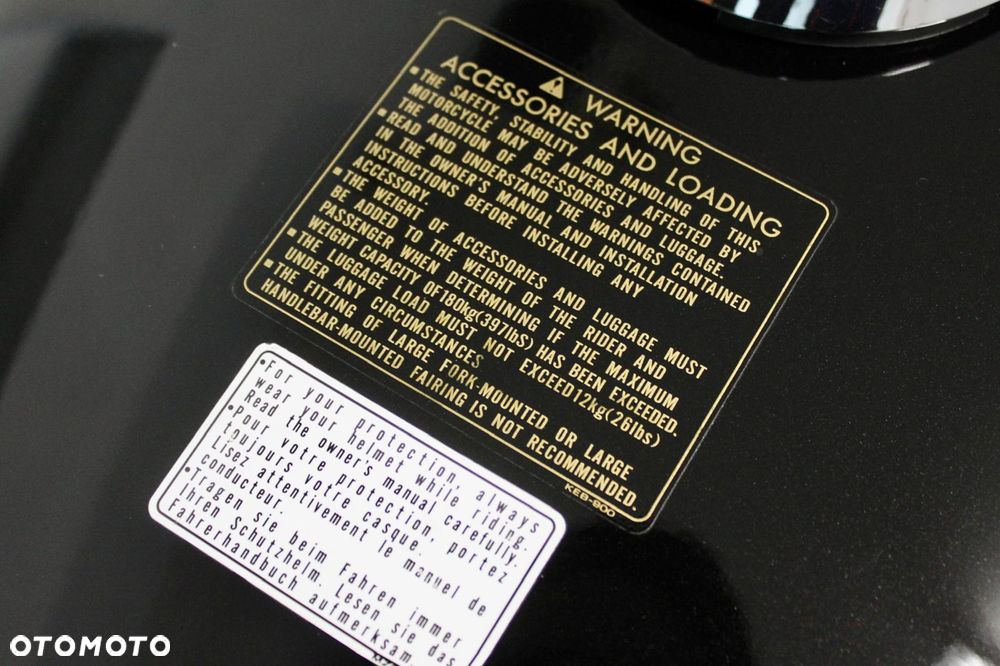 WARNING
ACCESSORIES AND LOADING
▪THE SAFETY, STABILITY AND HANDLING OF THIS
MOTORCYCLE MAY BE ADVERSELY AFFECTED BY
THE ADDITION OF ACCESSORIES AND LUGGAGE.
▪READ AND UNDERSTAND THE WARNINGS CONTAINED
IN THE OWNER'S MANUAL AND INSTALLATION
INSTRUCTIONS BEFORE INSTALLING ANY
ACCESSORY.
▪THE WEIGHT OF ACCESSORIES AND LUGGAGE MUST
BE ADDED TO THE WEIGHT OF THE RIDER AND
PASSENGER WHEN DETERMINING IF THE MAXIMUM
WEIGHT CAPACITY OF 180kg(397lbs) HAS BEEN EXCEEDED.
▪THE LUGGAGE LOAD MUST NOT EXCEED 12kg(26lbs)
UNDER ANY CIRCUMSTANCES
▪THE FITTING OF LARGE FORK-MOUNTED OR LARGE
HANDLEBAR-MOUNTED FAIRING IS NOT RECOMMENDED.
KEB-900
•For your protection, always
wear your helmet while riding.
Read the owner's manual carefully.
•Pour votre protection, portez
toujours votre casque.
Lisez attentivement le manuel de
conducteur.
•Tragen sie beim Fahren immer
Ihren Schutzhelm. Lesen sie das
Fahrerhandbuch aufmerksam.
OTOMOTO